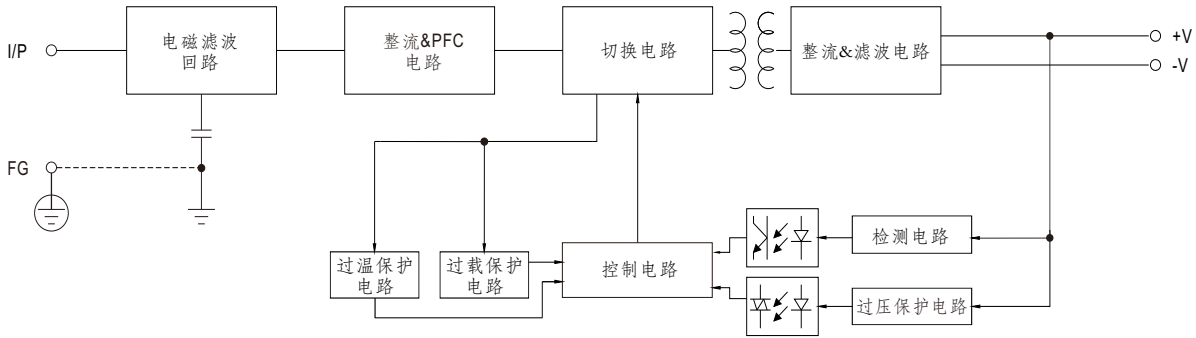 I/P
电磁滤波
回路
整流&PFC
电路
切换电路
整流&滤波电路
+V
-V
FG
过温保护
电路
过载保护
电路
控制电路
检测电路
过压保护电路